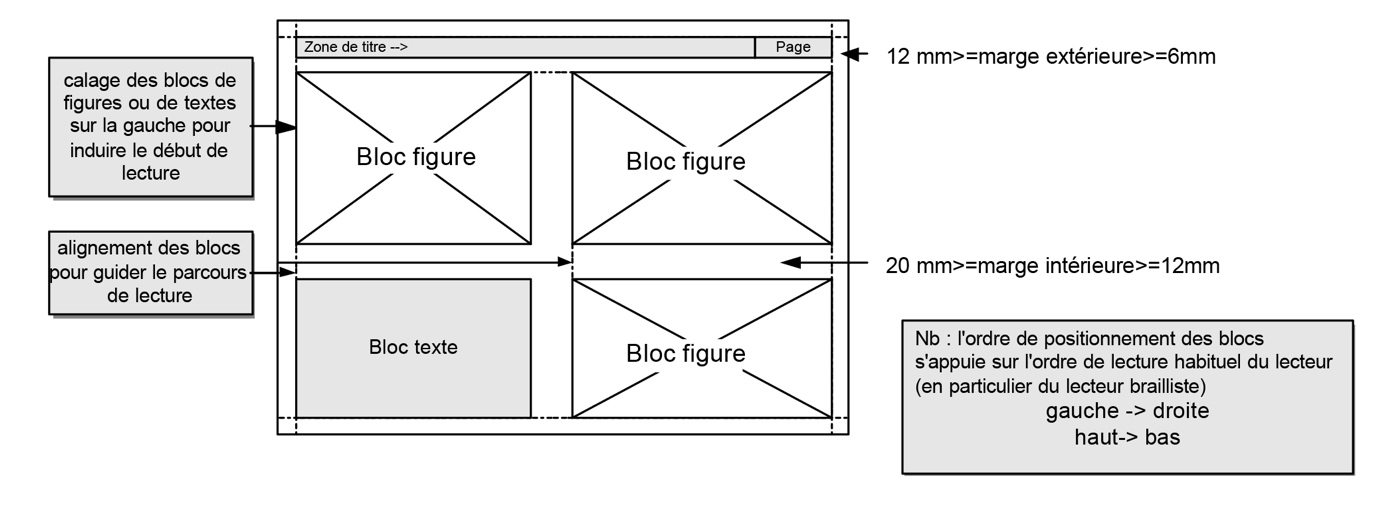 Zone de titre -->
Page
12 mm>=marge extérieure>=6mm
calage des blocs de
figures ou de textes
sur la gauche pour
induire le début de
lecture
Bloc figure
Bloc figure
alignement des blocs
pour guider le parcours
de lecture
20 mm>=marge intérieure>=12mm
Bloc texte
Bloc figure
Nb : l'ordre de positionnement des blocs
s'appuie sur l'ordre de lecture habituel du lecteur
(en particulier du lecteur brailliste)
gauche -> droite
haut-> bas